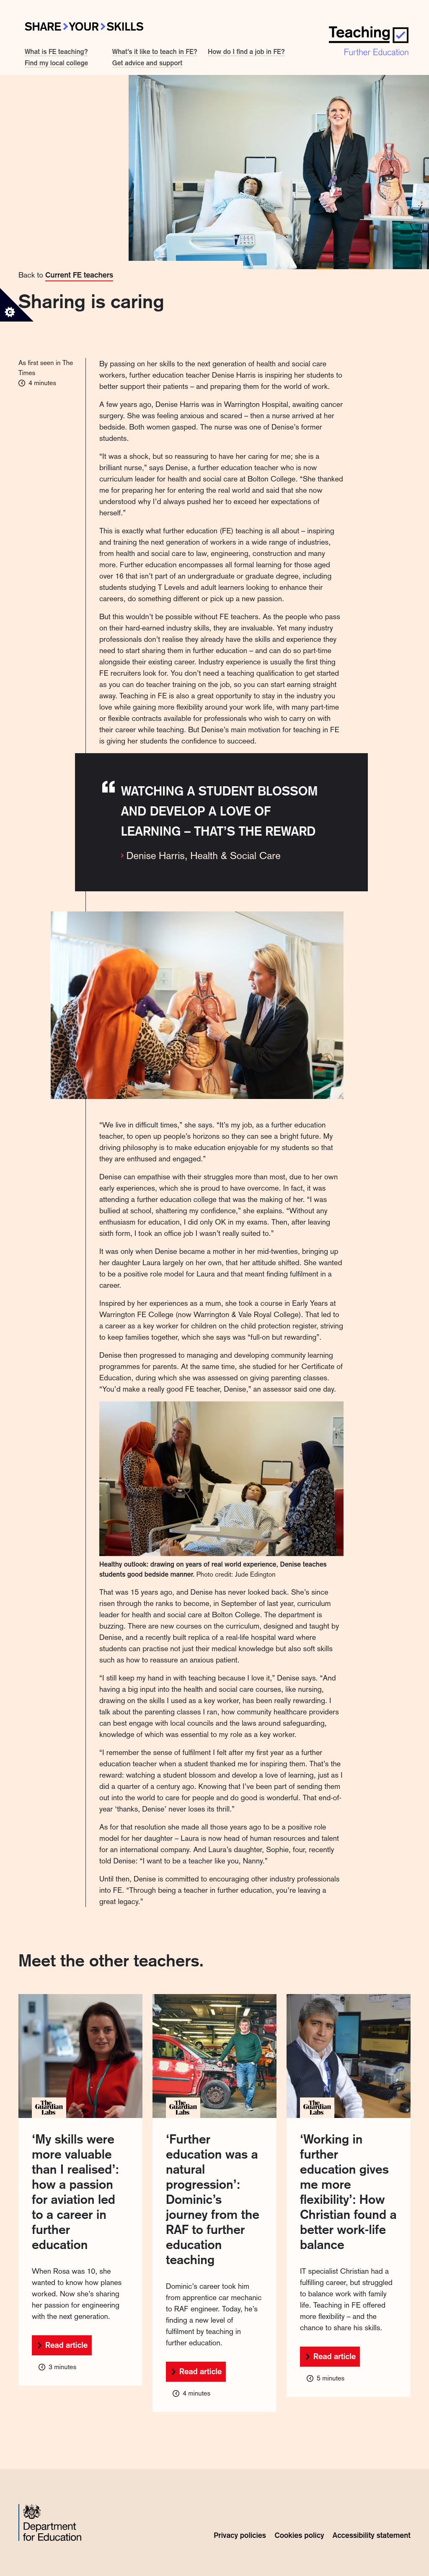 SHARE YOUR SKILLS
What is FE teaching?
What's it like to teach in FE?
How do I find a job in FE?
Find my local college
Get advice and support
Teaching
Further Education
Back to Current FE teachers
Sharing is caring
As first seen in The
Times
4 minutes
By passing on her skills to the next generation of health and social care
workers, further education teacher Denise Harris is inspiring her students to
better support their patients – and preparing them for the world of work.
A few years ago, Denise Harris was in Warrington Hospital, awaiting cancer
surgery. She was feeling anxious and scared – then a nurse arrived at her
bedside. Both women gasped. The nurse was one of Denise's former
students.
“It was a shock, but so reassuring to have her caring for me; she is a
brilliant nurse,” says Denise, a further education teacher who is now
curriculum leader for health and social care at Bolton College. “She thanked
me for preparing her for entering the real world and said that she now
understood why I'd always pushed her to exceed her expectations of
herself.”
This is exactly what further education (FE) teaching is all about – inspiring
and training the next generation of workers in a wide range of industries,
from health and social care to law, engineering, construction and many
more. Further education encompasses all formal learning for those aged
over 16 that isn't part of an undergraduate or graduate degree, including
students studying T Levels and adult learners looking to enhance their
careers, do something different or pick up a new passion.
But this wouldn't be possible without FE teachers. As the people who pass
on their hard-earned industry skills, they are invaluable. Yet many industry
professionals don't realise they already have the skills and experience they
need to start sharing them in further education – and can do so part-time
alongside their existing career. Industry experience is usually the first thing
FE recruiters look for. You don't need a teaching qualification to get started
as you can do teacher training on the job, so you can start earning straight
away. Teaching in FE is also a great opportunity to stay in the industry you
love while gaining more flexibility around your work life, with many part-time
or flexible contracts available for professionals who wish to carry on with
their career while teaching. But Denise's main motivation for teaching in FE
is giving her students the confidence to succeed.
“ WATCHING A STUDENT BLOSSOM
AND DEVELOP A LOVE OF
LEARNING – THAT'S THE REWARD
Denise Harris, Health & Social Care
“We live in difficult times,” she says. “It's my job, as a further education
teacher, to open up people's horizons so they can see a bright future. My
driving philosophy is to make education enjoyable for my students so that
they are enthused and engaged.”
Denise can empathise with their struggles more than most, due to her own
early experiences, which she is proud to have overcome. In fact, it was
attending a further education college that was the making of her. “I was
bullied at school, shattering my confidence,” she explains. “Without any
enthusiasm for education, I did only OK in my exams. Then, after leaving
sixth form, I took an office job I wasn't really suited to.”
It was only when Denise became a mother in her mid-twenties, bringing up
her daughter Laura largely on her own, that her attitude shifted. She wanted
to be a positive role model for Laura and that meant finding fulfilment in a
career.
Inspired by her experiences as a mum, she took a course in Early Years at
Warrington FE College (now Warrington & Vale Royal College). That led to
a career as a key worker for children on the child protection register, striving
to keep families together, which she says was “full-on but rewarding”.
Denise then progressed to managing and developing community learning
programmes for parents. At the same time, she studied for her Certificate of
Education, during which she was assessed on giving parenting classes.
“You'd make a really good FE teacher, Denise,” an assessor said one day.
Healthy outlook: drawing on years of real world experience, Denise teaches
students good bedside manner. Photo credit: Jude Edington
That was 15 years ago, and Denise has never looked back. She's since
risen through the ranks to become, in September of last year, curriculum
leader for health and social care at Bolton College. The department is
buzzing. There are new courses on the curriculum, designed and taught by
Denise, and a recently built replica of a real-life hospital ward where
students can practise not just their medical knowledge but also soft skills
such as how to reassure an anxious patient.
“I still keep my hand in with teaching because I love it,” Denise says. “And
having a big input into the health and social care courses, like nursing,
drawing on the skills I used as a key worker, has been really rewarding. I
talk about the parenting classes I ran, how community healthcare providers
can best engage with local councils and the laws around safeguarding,
knowledge of which was essential to my role as a key worker.
“I remember the sense of fulfilment I felt after my first year as a further
education teacher when a student thanked me for inspiring them. That's the
reward: watching a student blossom and develop a love of learning, just as I
did a quarter of a century ago. Knowing that I've been part of sending them
out into the world to care for people and do good is wonderful. That end-of-
year ‘thanks, Denise’ never loses its thrill.”
As for that resolution she made all those years ago to be a positive role
model for her daughter – Laura is now head of human resources and talent
for an international company. And Laura's daughter, Sophie, four, recently
told Denise: “I want to be a teacher like you, Nanny.”
Until then, Denise is committed to encouraging other industry professionals
into FE. “Through being a teacher in further education, you're leaving a
great legacy.”
Meet the other teachers.
The Guardian Labs
‘My skills were
more valuable
than I realised’:
how a passion
for aviation led
to a career in
further
education
When Rosa was 10, she
wanted to know how planes
worked. Now she's sharing
her passion for engineering
with the next generation.
Read article
3 minutes
The Guardian Labs
‘Further
education was a
natural
progression’:
Dominic's
journey from the
RAF to further
education
teaching
Dominic's career took him
from apprentice car mechanic
to RAF engineer. Today, he's
finding a new level of
fulfilment by teaching in
further education.
Read article
4 minutes
The Guardian Labs
‘Working in
further
education gives
me more
flexibility’: How
Christian found a
better work-life
balance
IT specialist Christian had a
fulfilling career, but struggled
to balance work with family
life. Teaching in FE offered
more flexibility – and the
chance to share his skills.
Read article
5 minutes
Department
for Education
Privacy policies
Cookies policy
Accessibility statement